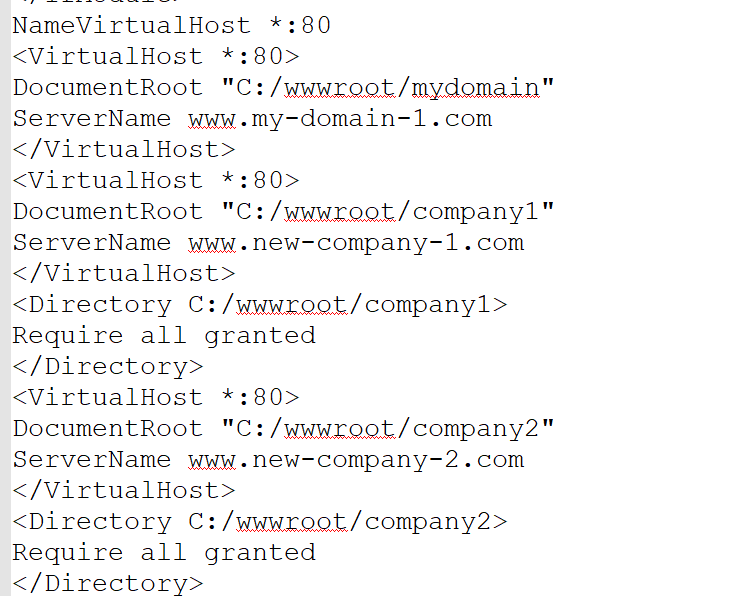 NameVirtualHost *:80
<VirtualHost *:80>
DocumentRoot "C:/wwwroot/mydomain"
ServerName www.my-domain-1.com
</VirtualHost>
<VirtualHost *:80>
DocumentRoot "C:/wwwroot/company1"
ServerName www.new-company-1.com
</VirtualHost>
<Directory C:/wwwroot/company1>
Require all granted
</Directory>
<VirtualHost *:80>
DocumentRoot "C:/wwwroot/company2"
ServerName www.new-company-2.com
</VirtualHost>
<Directory C:/wwwroot/company2>
Require all granted
</Directory>